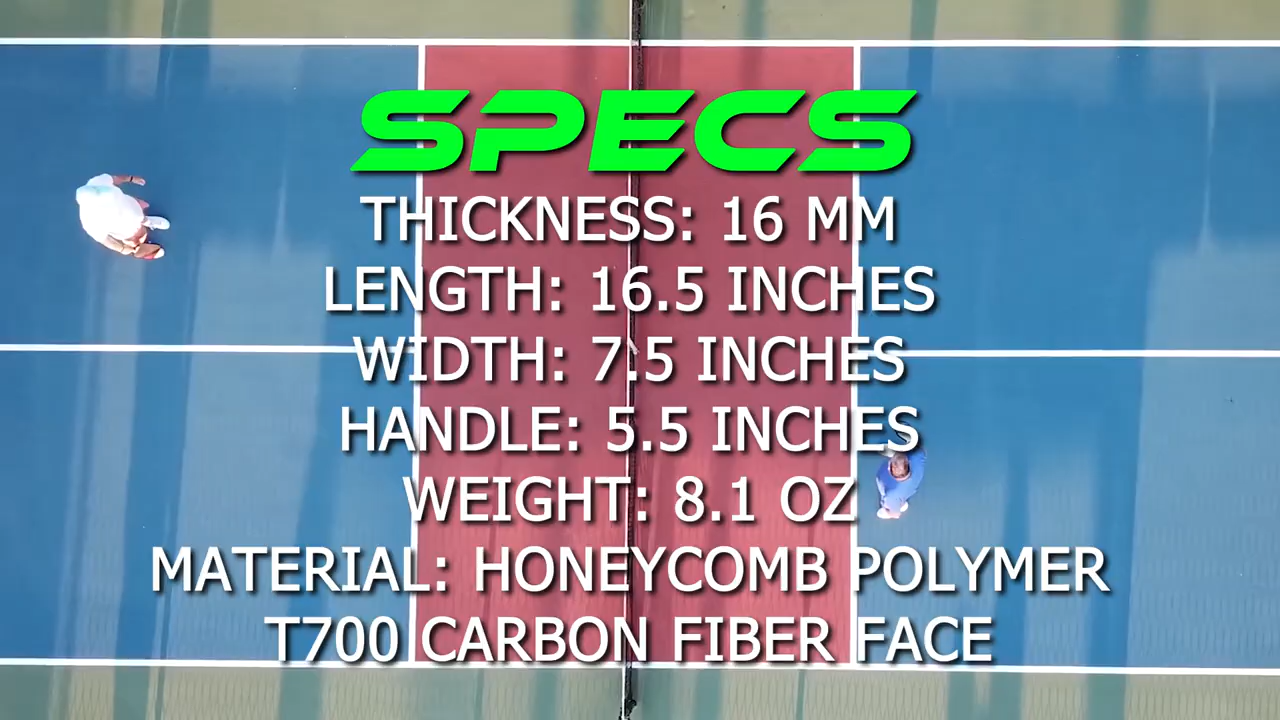 SPECS
THICKNESS: 16 MM
LENGTH: 16.5 INCHES
WIDTH: 7.5 INCHES
HANDLE: 5.5 INCHES
WEIGHT: 8.1 OZ
MATERIAL: HONEYCOMB POLYMER
T700 CARBON FIBER FACE